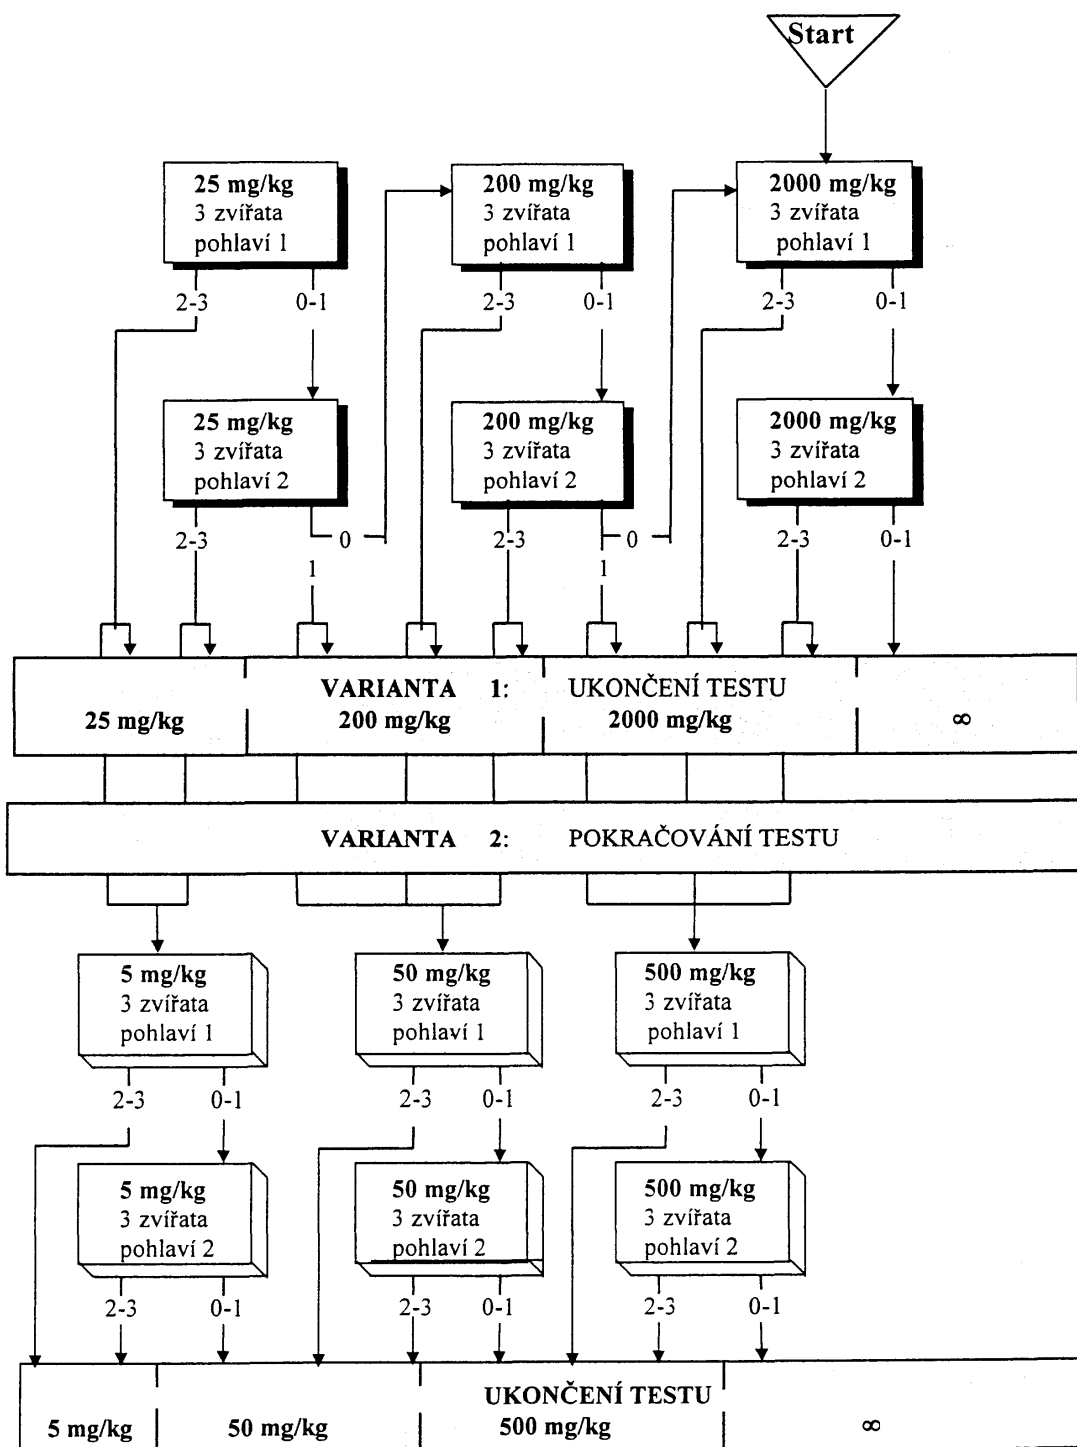 Start
25 mg/kg
3 zvířata
pohlaví 1
200 mg/kg
3 zvířata
pohlaví 1
2000 mg/kg
3 zvířata
pohlaví 1
2-3
0-1
2-3
0-1
2-3
0-1
25 mg/kg
3 zvířata
pohlaví 2
200 mg/kg
3 zvířata
pohlaví 2
2000 mg/kg
3 zvířata
pohlaví 2
2-3
0
1
2-3
0
1
2-3
0-1
VARIANTA 1: UKONČENÍ TESTU
25 mg/kg 200 mg/kg 2000 mg/kg ∞
VARIANTA 2: POKRAČOVÁNÍ TESTU
5 mg/kg
3 zvířata
pohlaví 1
50 mg/kg
3 zvířata
pohlaví 1
500 mg/kg
3 zvířata
pohlaví 1
2-3
0-1
2-3
0-1
2-3
0-1
5 mg/kg
3 zvířata
pohlaví 2
50 mg/kg
3 zvířata
pohlaví 2
500 mg/kg
3 zvířata
pohlaví 2
2-3
0-1
2-3
0-1
2-3
0-1
UKONČENÍ TESTU
5 mg/kg 50 mg/kg 500 mg/kg ∞